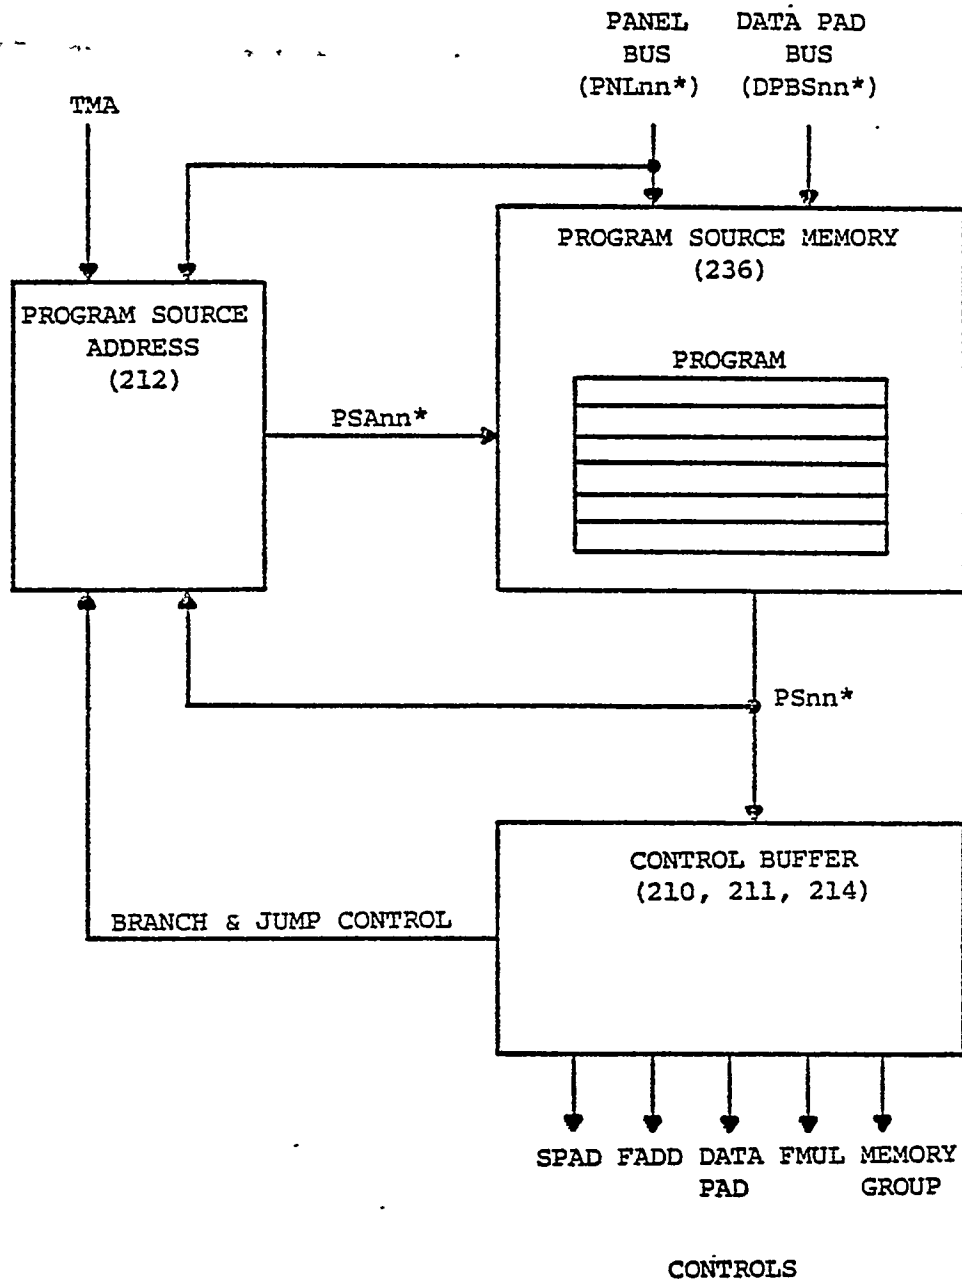 PANEL
BUS
(PNLnn*)
DATA PAD
BUS
(DPBSnn*)
TMA
PROGRAM SOURCE MEMORY
(236)
PROGRAM SOURCE
ADDRESS
(212)
PROGRAM
PSAnn*
PSnn*
CONTROL BUFFER
(210, 211, 214)
BRANCH & JUMP CONTROL
SPAD
FADD
DATA
PAD
FMUL
MEMORY
GROUP
CONTROLS